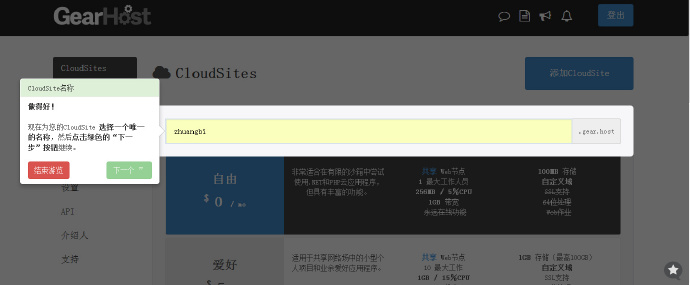 GearHost
登出
CloudSites
CloudSites
添加CloudSite
CloudSite名称
做得好!
现在为您的CloudSite 选择一个唯一
的名称，然后点击绿色的“下一
步”按钮继续。
结束游览
下一个 "
zhuangbi
.gear.host
设置
API
介绍人
支持
自由
$ 0 / mo
非常适合在有限的沙箱中尝试
使用.NET和PHP云应用程序，
但具有丰富的功能。
共享 Web节点
1 最大工作人员
256MB / 5%CPU
1GB 带宽
永远在线功能
100MB 存储
自定义域
SSL支持
64位处理
Web作业
爱好
适用于共享网络场中的小型个
人项目和业余爱好应用程序。
共享 Web节点
10 最大工作
1GB / 15%CPU
1GB 存储（最高100GB）
自定义域
SSL支持